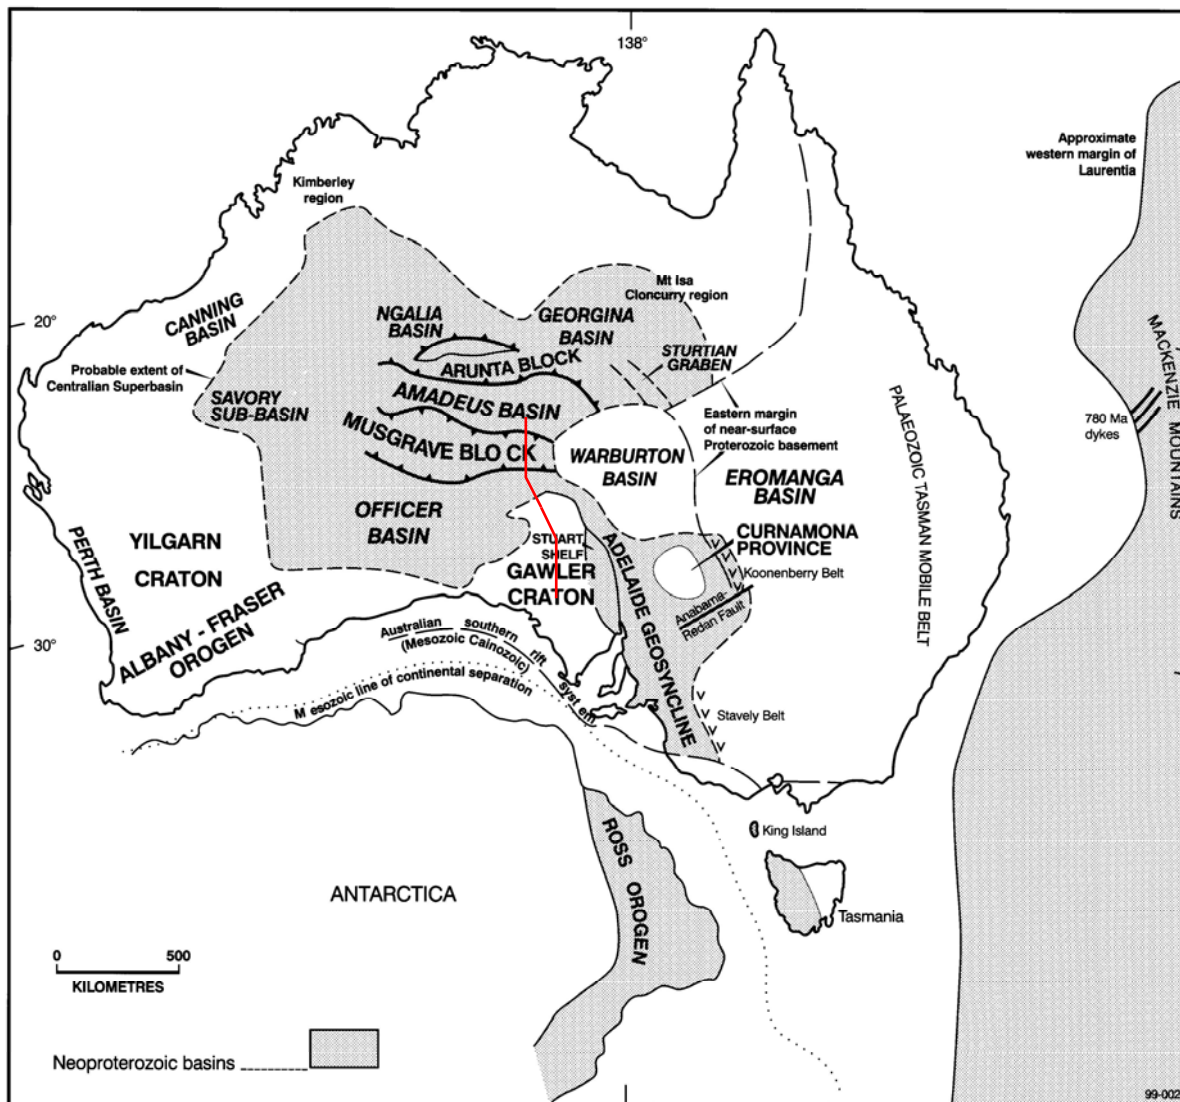 138°
Approximate
western margin of
Laurentia
Kimberley
region
Mt Isa
Cloncurry region
20°
CANNING
BASIN
NGALIA
BASIN
GEORGINA
BASIN
MACKENZIE MOUNTAINS
STURTIAN
GRABEN
ARUNTA BLOCK
Probable extent of
Centralian Superbasin
SAVORY
SUB-BASIN
AMADEUS BASIN
780 Ma
dykes
Eastern margin
of near-surface
Proterozoic basement
MUSGRAVE BLOCK
WARBURTON
BASIN
PALAEOZOIC TASMAN MOBILE BELT
EROMANGA
BASIN
OFFICER
BASIN
CURNAMONA
PROVINCE
YILGARN
CRATON
PERTH BASIN
STUART
SHELF
ADELAIDE GEOSYNCLINE
Koonenberry Belt
GAWLER
CRATON
Anabama-
Redan Fault
30°
ALBANY - FRASER
OROGEN
Australian southern rift system
(Mesozoic Cainozoic)
Mesozoic line of continental separation
Stavely Belt
King Island
ROSS OROGEN
ANTARCTICA
Tasmania
0 500
KILOMETRES
Neoproterozoic basins
99-002